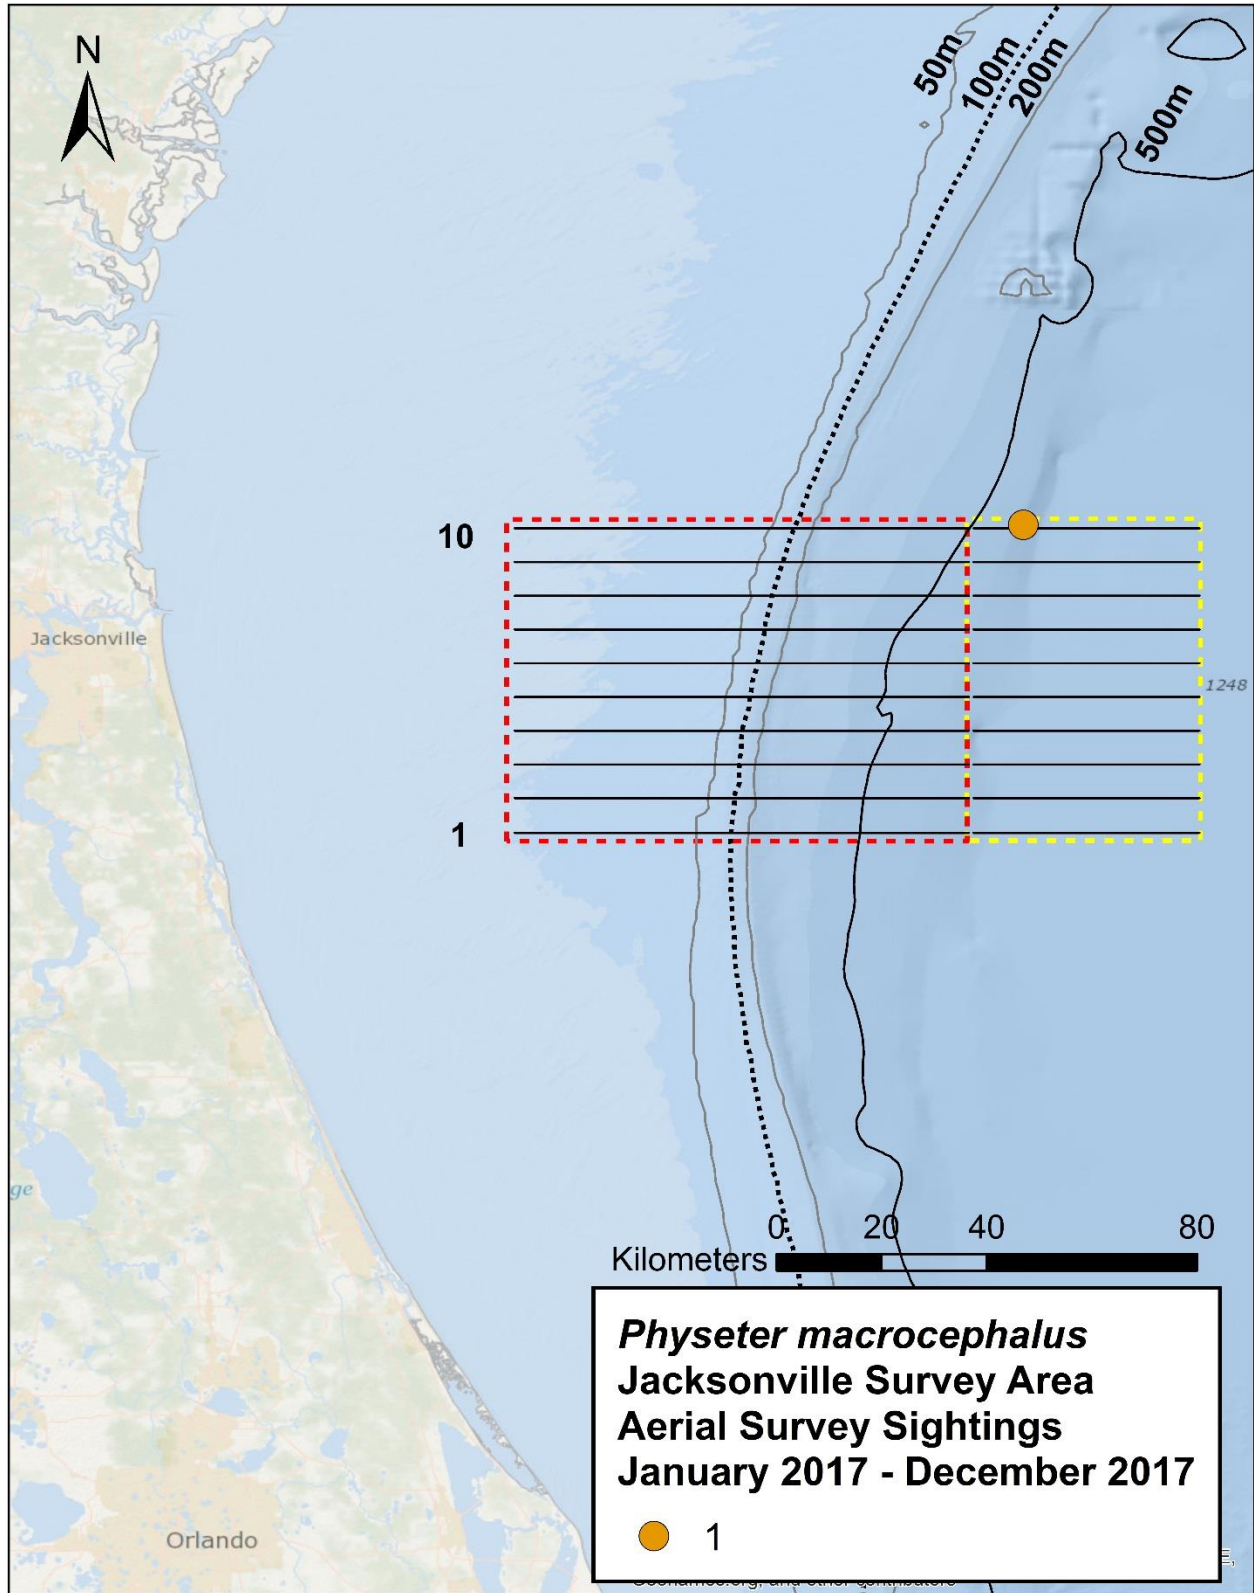 N
50m
100m
200m
500m
10
Jacksonville
1248
1
ge
0 20 40 80
Kilometers
Physeter macrocephalus
Jacksonville Survey Area
Aerial Survey Sightings
January 2017 - December 2017
1
Orlando